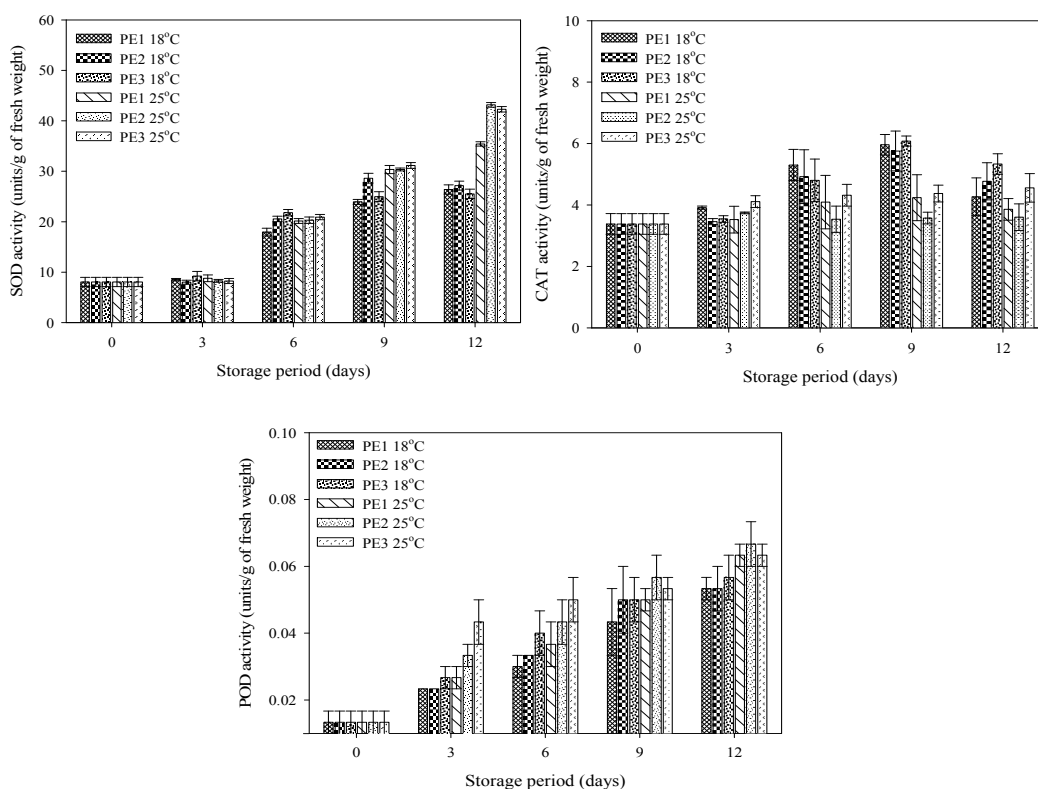 SOD activity (units/g of fresh weight)
60
50
40
30
20
10
0
PE1 18°C
PE2 18°C
PE3 18°C
PE1 25°C
PE2 25°C
PE3 25°C
0 3 6 9 12
Storage period (days)
CAT activity (units/g of fresh weight)
10
8
6
4
2
0
PE1 18°C
PE2 18°C
PE3 18°C
PE1 25°C
PE2 25°C
PE3 25°C
0 3 6 9 12
Storage period (days)
POD activity (units/g of fresh weight)
0.10
0.08
0.06
0.04
0.02
PE1 18°C
PE2 18°C
PE3 18°C
PE1 25°C
PE2 25°C
PE3 25°C
0 3 6 9 12
Storage period (days)